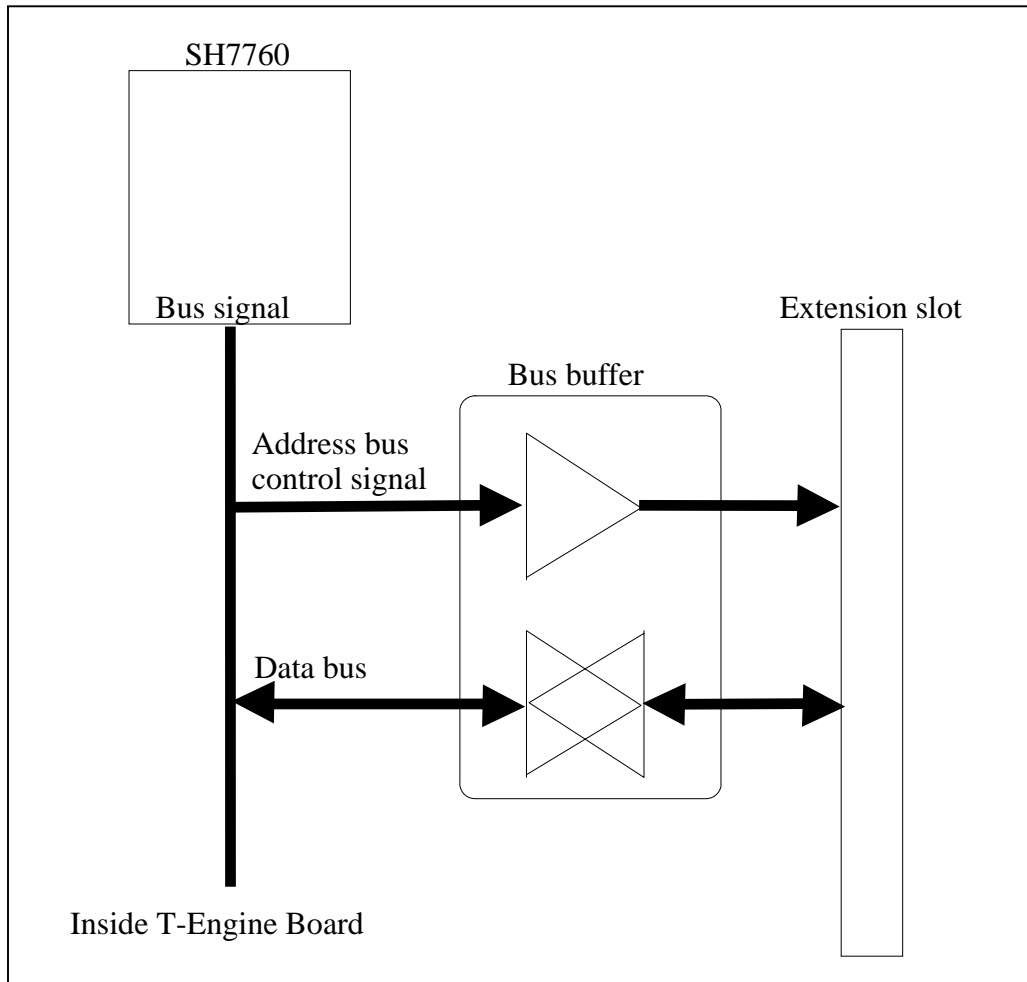 SH7760
Bus signal
Extension slot
Bus buffer
Address bus
control signal
Data bus
Inside T-Engine Board